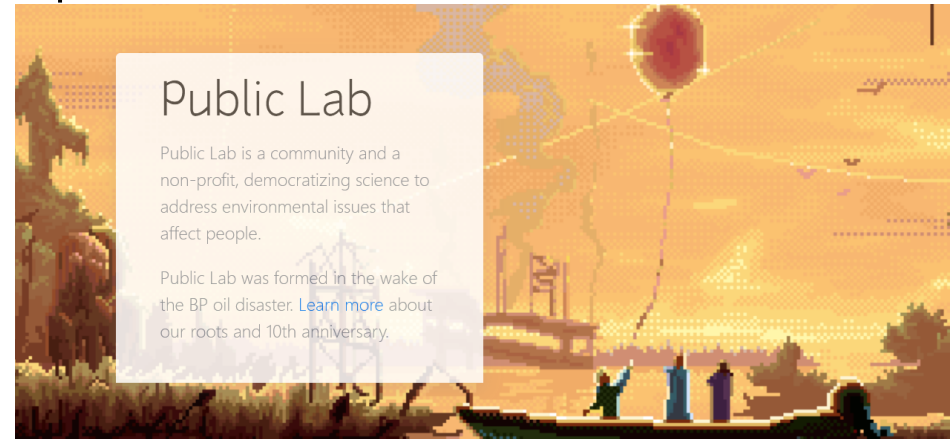 Public Lab
Public Lab is a community and a
non-profit, democratizing science to
address environmental issues that
affect people.
Public Lab was formed in the wake of
the BP oil disaster. Learn more about
our roots and 10th anniversary.